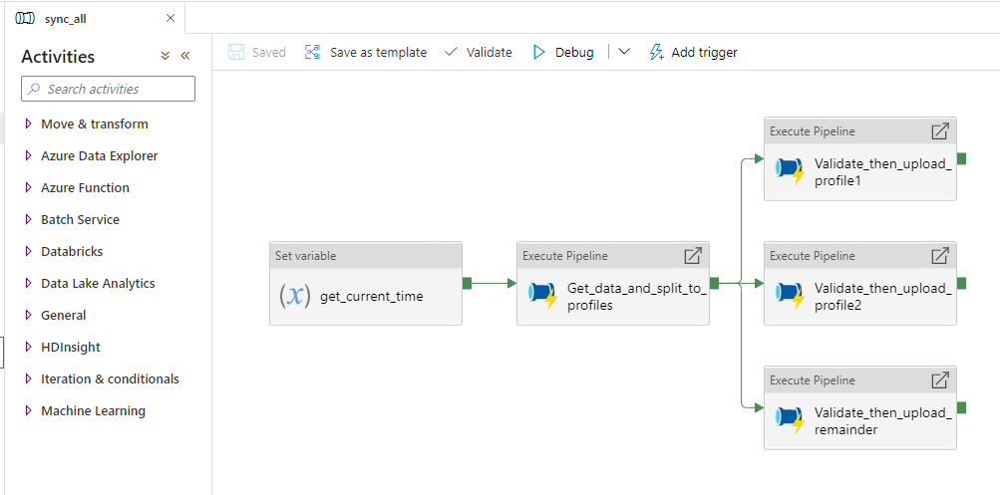 sync_all
Activities
Search activities
Move & transform
Azure Data Explorer
Azure Function
Batch Service
Databricks
Data Lake Analytics
General
HDInsight
Iteration & conditionals
Machine Learning
Saved
Save as template
Validate
Debug
Add trigger
Set variable
(x)
get_current_time
Execute Pipeline
Get_data_and_split_to_
profiles
Execute Pipeline
Validate_then_upload_
profile1
Execute Pipeline
Validate_then_upload_
profile2
Execute Pipeline
Validate_then_upload_
remainder